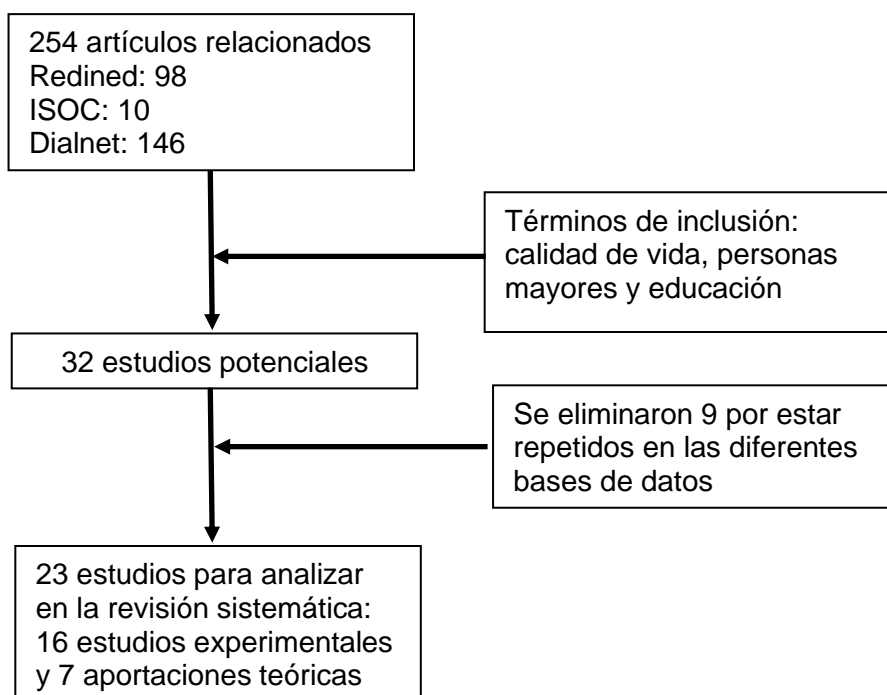 254 artículos relacionados
Redined: 98
ISOC: 10
Dialnet: 146
Términos de inclusión:
calidad de vida, personas
mayores y educación
32 estudios potenciales
Se eliminaron 9 por estar
repetidos en las diferentes
bases de datos
23 estudios para analizar
en la revisión sistemática:
16 estudios experimentales
y 7 aportaciones teóricas